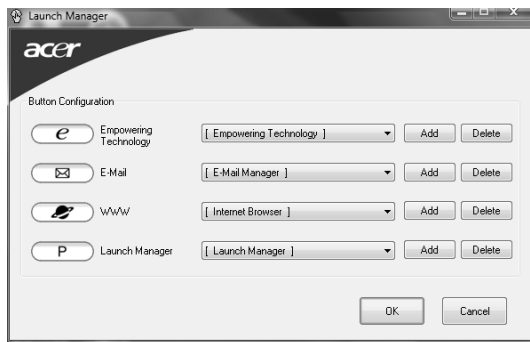 Launch Manager
acer
Button Configuration
e Empowering Technology [ Empowering Technology ] Add Delete
E-Mail [ E-Mail Manager ] Add Delete
WWW [ Internet Browser ] Add Delete
P Launch Manager [ Launch Manager ] Add Delete
OK Cancel